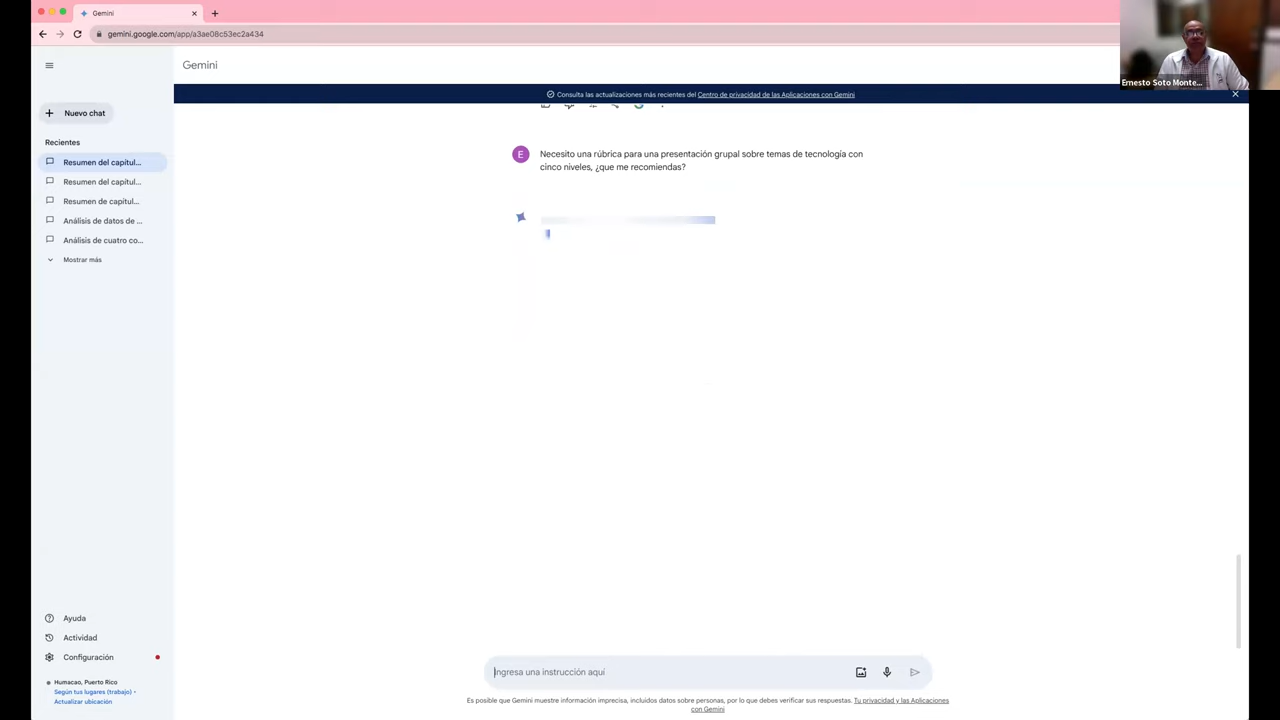 Gemini
gemini.google.com/app/a3ae08c53ec2a434
Gemini
Ernesto Soto Monte...
Consulta las actualizaciones más recientes del Centro de privacidad de las Aplicaciones con Gemini
Nuevo chat
Recientes
Resumen del capítul...
Resumen del capítul...
Resumen de capítul...
Análisis de datos de ...
Análisis de cuatro co...
Mostrar más
E
Necesito una rúbrica para una presentación grupal sobre temas de tecnología con
cinco niveles, ¿que me recomiendas?
Ayuda
Actividad
Configuración
Humacao, Puerto Rico
Según tus lugares (trabajo) •
Actualizar ubicación
Ingresa una instrucción aquí
Es posible que Gemini muestre información imprecisa, incluidos datos sobre personas, por lo que debes verificar sus respuestas. Tu privacidad y las Aplicaciones
con Gemini